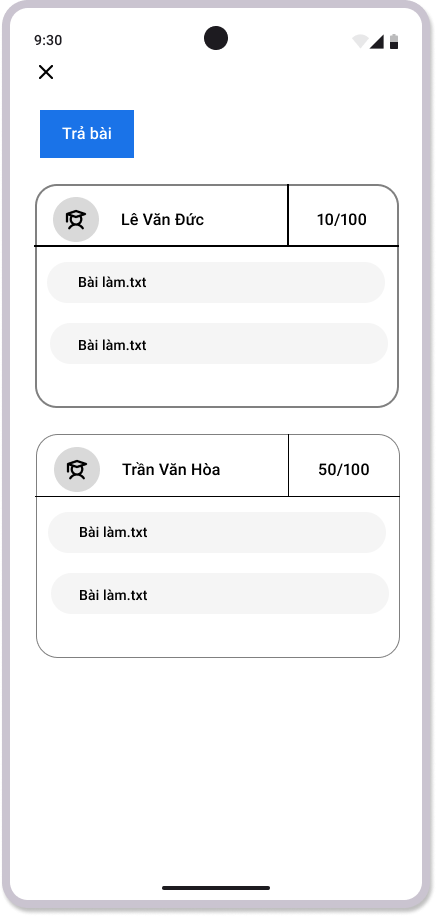 9:30
Trả bài
Lê Văn Đức 10/100
Bài làm.txt
Bài làm.txt
Trần Văn Hòa 50/100
Bài làm.txt
Bài làm.txt